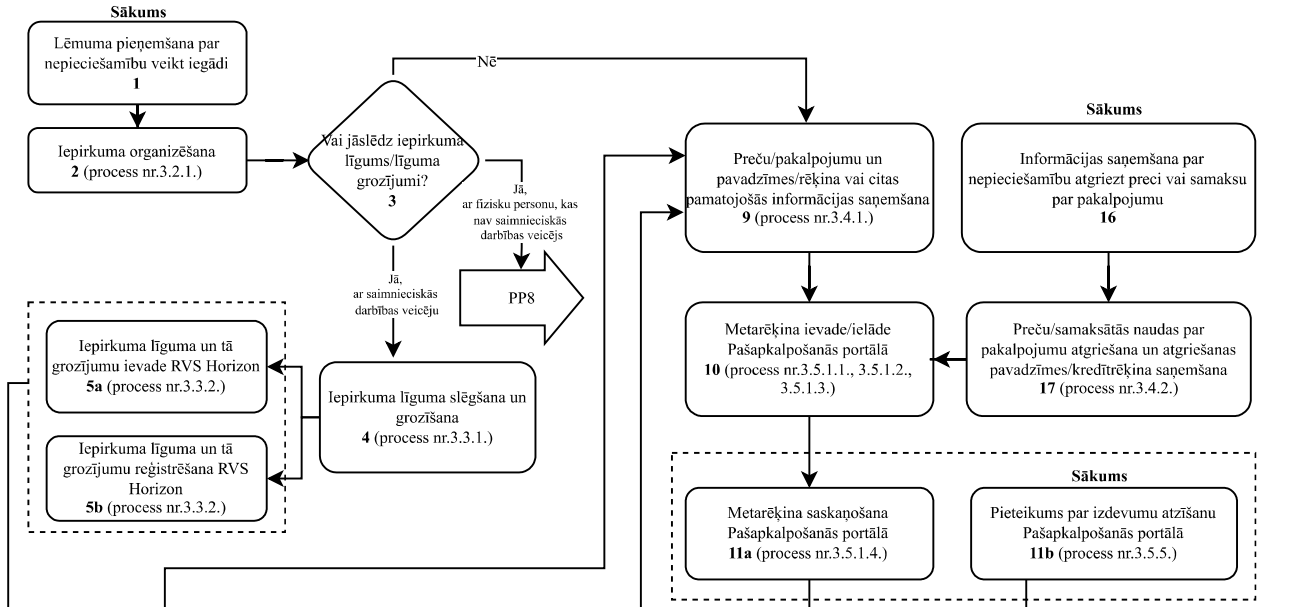 Sākums
Lēmuma pieņemšana par
nepieciešamību veikt iegādi
1
Iepirkuma organizēšana
2 (process nr.3.2.1.)
Vai jāslēdz iepirkuma
līgums/līguma
grozījumi?
3
Nē
Jā,
ar fizisku personu, kas
nav saimnieciskās
darbības veicējs
PP8
Jā,
ar saimnieciskās
darbības veicēju
Iepirkuma līguma slēgšana un
grozīšana
4 (process nr.3.3.1.)
Iepirkuma līguma un tā
grozījumu ievade RVS Horizon
5a (process nr.3.3.2.)
Iepirkuma līguma un tā
grozījumu reģistrēšana RVS
Horizon
5b (process nr.3.3.2.)
Preču/pakalpojumu un
pavadzīmes/rēķina vai citas
pamatojošās informācijas saņemšana
9 (process nr.3.4.1.)
Sākums
Informācijas saņemšana par
nepieciešamību atgriezt preci vai samaksu
par pakalpojumu
16
Metarēķina ievade/ielāde
Pašapkalpošanās portālā
10 (process nr.3.5.1.1., 3.5.1.2.,
3.5.1.3.)
Preču/samaksātās naudas par
pakalpojumu atgriešana un atgriešanas
pavadzīmes/kredītrēķina saņemšana
17 (process nr.3.4.2.)
Metarēķina saskaņošana
Pašapkalpošanās portālā
11a (process nr.3.5.1.4.)
Sākums
Pieteikums par izdevumu atzīšanu
Pašapkalpošanās portālā
11b (process nr.3.5.5.)